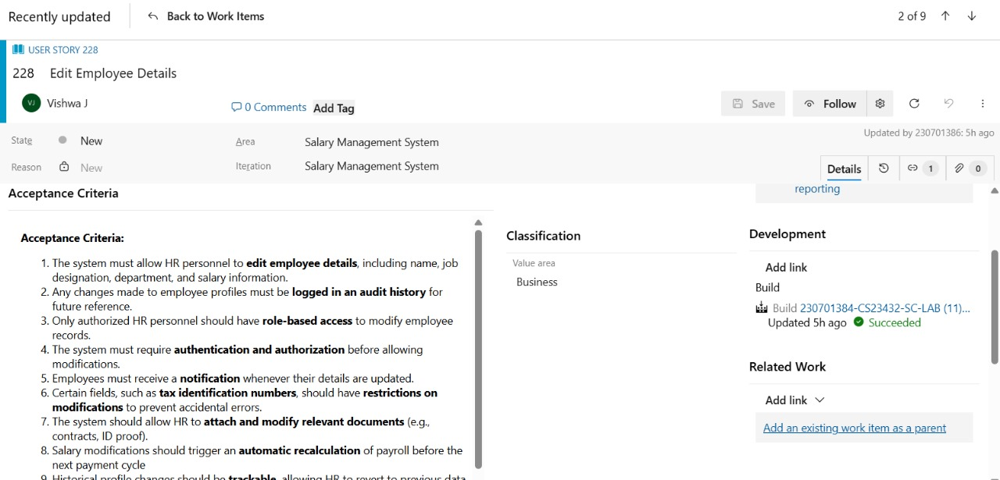 Recently updated
Back to Work Items
2 of 9
USER STORY 228
228 Edit Employee Details
VJ
Vishwa J
0 Comments
Add Tag
Save
Follow
State
New
Area
Salary Management System
Updated by 230701386: 5h ago
Reason
New
Iteration
Salary Management System
Details
1
0
Acceptance Criteria
Acceptance Criteria:
1. The system must allow HR personnel to edit employee details, including name, job
designation, department, and salary information.
2. Any changes made to employee profiles must be logged in an audit history for
future reference.
3. Only authorized HR personnel should have role-based access to modify employee
records.
4. The system must require authentication and authorization before allowing
modifications.
5. Employees must receive a notification whenever their details are updated.
6. Certain fields, such as tax identification numbers, should have restrictions on
modifications to prevent accidental errors.
7. The system should allow HR to attach and modify relevant documents (e.g.,
contracts, ID proof).
8. Salary modifications should trigger an automatic recalculation of payroll before the
next payment cycle
9. Historical profile changes should be trackable, allowing HR to revert to previous data
Classification
Value area
Business
reporting
Development
Add link
Build
Build 230701384-CS23432-SC-LAB (11)...
Updated 5h ago Succeeded
Related Work
Add link
Add an existing work item as a parent